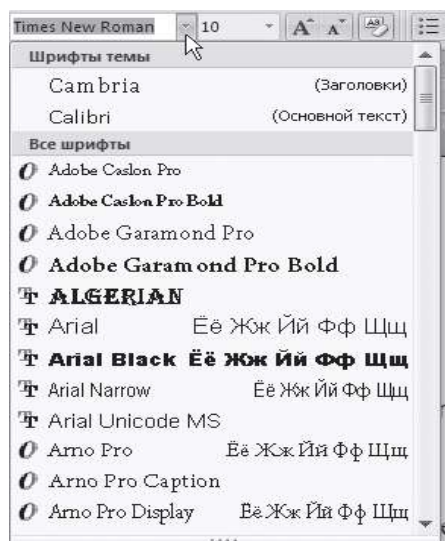 Times New Roman 10 A A
Шрифты темы
Cambria (Заголовки)
Calibri (Основной текст)
Все шрифты
O Adobe Caslon Pro
O Adobe Caslon Pro Bold
O Adobe Garamond Pro
O Adobe Garamond Pro Bold
T ALGERIAN
T Arial Ёё Жж Йй Фф Щщ
T Arial Black Ёё Жж Йй Фф Щщ
T Arial Narrow Ёё Жж Йй Фф Щщ
T Arial Unicode MS
O Arno Pro Ёё Жж Йй Фф Щщ
O Arno Pro Caption
O Arno Pro Display Ёё Жж Йй Фф Щщ